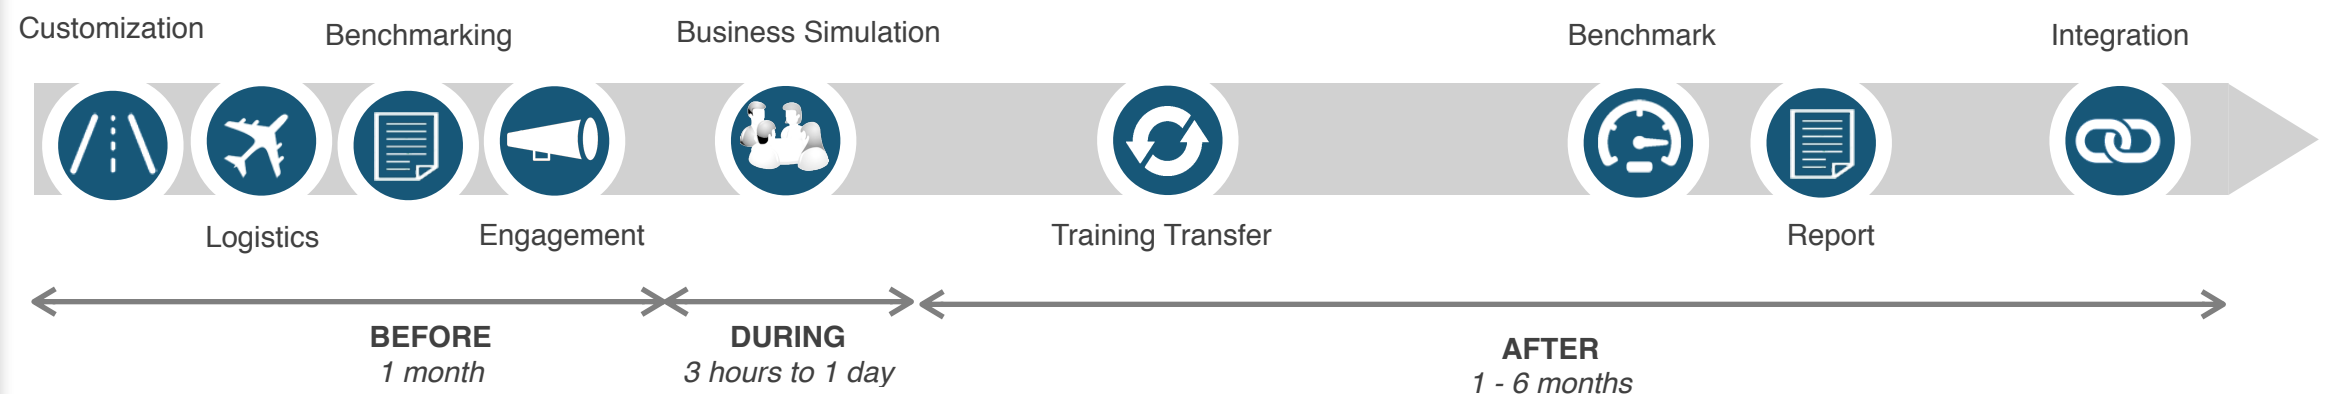 Customization
Benchmarking
Business Simulation
Benchmark
Integration
Logistics
Engagement
Training Transfer
Report
BEFORE
1 month
DURING
3 hours to 1 day
AFTER
1 - 6 months